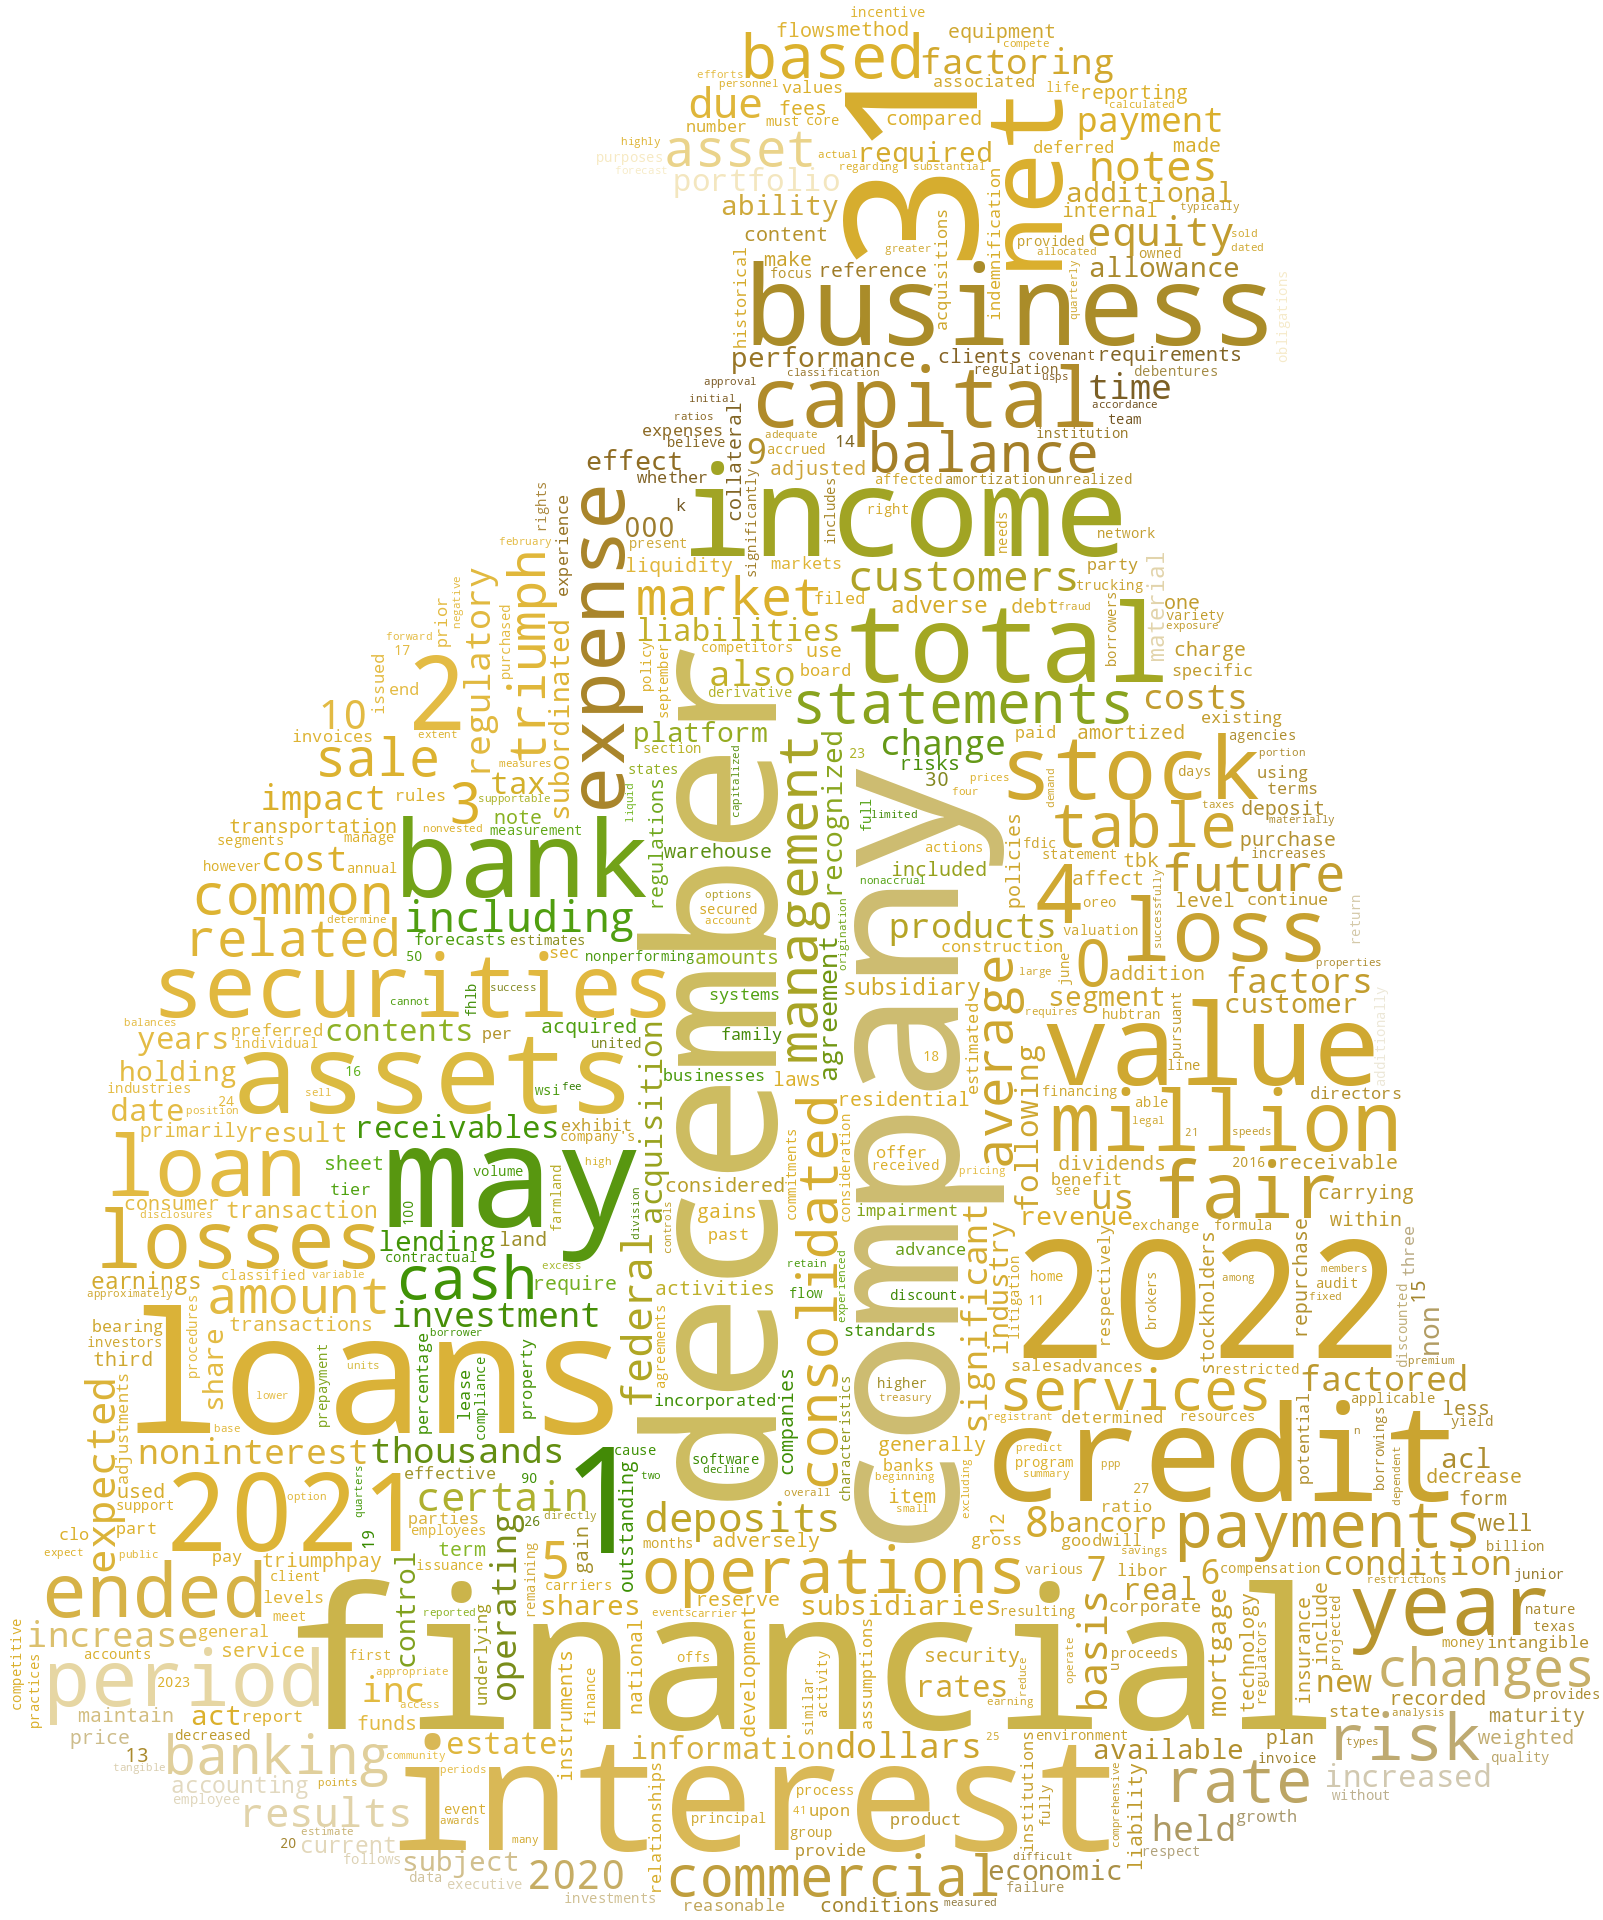 incentive
flows method equipment
based factoring compete
efforts personnel values associated life reporting
due fees 31 net calculated
number must core compared payment
highly asset actual required deferred made
purposes forecast portfolio regarding substantial notes
ability additional
content internal typically
historical make focus reference greater acquisitions indemnification provided allocated owned equity sold dated
quarterly allowance
business obligations
performance clients covenant requirements
classification regulation usps debentures
approval capital time
initial accordance
ratios team
expenses believe collateral adequate 14 institution
effect 9 accrued balance
whether adjusted affected amortization unrealized
rights experience expense k significantly includes
000 income right needs
february present network
liquidity markets customers party material
triumph regulatory negative prior purchased market filed adverse debt fraud trucking one
subordinated liabilities total borrowers variety exposure
forward 17 competitors use charge
issued end 2 policy september also board specific
derivative statements costs
10 extent platform existing
invoices section change paid amortized agencies
sale measures states risks stock portion
tax 23 30 prices days using
impact rules 3 supportable liquid capitalized four demand terms
transportation note management recognized full limited table taxes deposit
segments manage nonvested measurement regulations materially
however cost annual bank warehouse actions policies fdic statement tbk purchase increases
common included affect future
nonaccrual options secured account 4 oreo level continue
determine including products valuation loss return
related forecasts estimates agreement origination construction successfully
50 sec nonperforming amounts large properties
securities fhlb success systems subsidiary average june 0 addition factors
cannot segment customer additionally
balances preferred contents per acquired family requires hubtran pursuant
years individual united estimated 18 value line
holding assets 16 wsi fee businesses laws
industries 24 sell residential financing directors
date position acquisition consolidated following able million
primarily result receivables exhibit legal 21 speeds
company's offer received pricing dividends 2016 receivable
loan sheet may volume high considered commitments consideration benefit
consumer tier 100 farmland division controls gains see us fair carrying
disclosures transaction past impairment revenue exchange formula within
losses lending land advance
contractual federal retain respectively stockholders repurchase
earnings classified variable cash excess require activities flow experienced significant industry litigation home among members discounted three
approximately amount investment discount 11 2022 brokers audit fixed 15 non
bearing procedures transactions borrower standards
investors third share loans units prepayment percentage lease compliance property agreements sales advances restricted premium
lower incorporated higher treasury services factored
expected adjustments base characteristics registrant determined resources applicable less
noninterest thousands cause companies generally predict program credit potential borrowings n acl yield
used effective software decline banks summary ppp dependent decrease
support 2021 option quarters 90 two beginning
certain overall item excluding 27 form
clo part 19 parties 26 1 directly outstanding deposits small 12 8 ratio payments well
expect public employees bancorp
pay triumphpay term issuance operating gain months adversely gross goodwill savings condition billion
client control 5 carriers operations various 7 libor 6 compensation restrictions junior
ended levels remaining real
meet reported shares reserve subsidiaries resulting corporate year nature
increase general events carrier basis mortgage technology regulators insurance include projected texas
competitive practices accounts service first underlying financial national development offs similar activity assumptions security reduce operate u proceeds money intangible
period 2023 appropriate inc access instruments finance rates earning new changes
maintain act report recorded provides
price decreased funds 25 environment state analysis maturity
13 banking community estate information dollars available plan risk weighted
tangible invoice types quality
accounting points periods interest relationships process institutions fully comprehensive liability rate increased
employee event principal 41 upon product without
results awards group held growth
20 estimate current many provide difficult respect
follows subject 2020 commercial economic
data executive investments failure
reasonable conditions measured